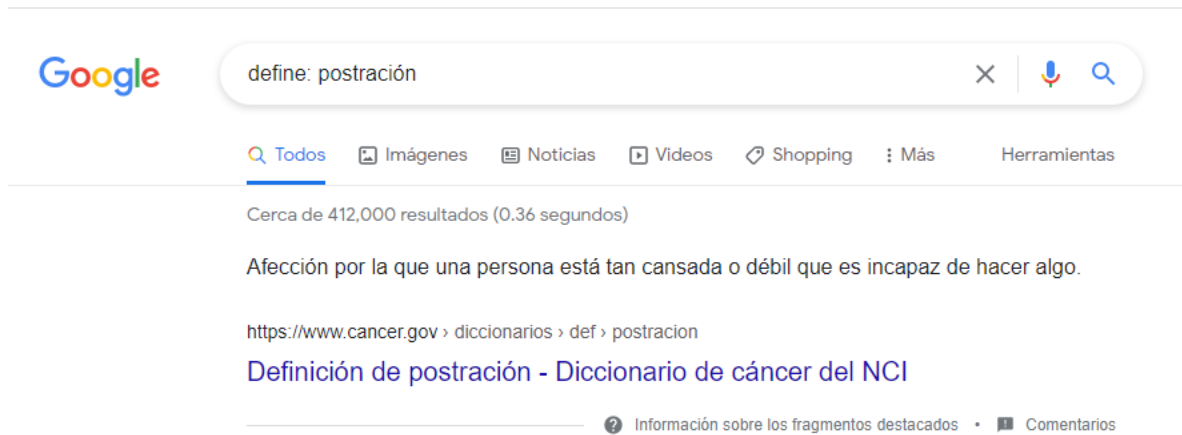 Google
define: postración
Todos Imágenes Noticias Videos Shopping Más Herramientas
Cerca de 412,000 resultados (0.36 segundos)
Afección por la que una persona está tan cansada o débil que es incapaz de hacer algo.
https://www.cancer.gov › diccionarios › def › postracion
Definición de postración - Diccionario de cáncer del NCI
Información sobre los fragmentos destacados • Comentarios